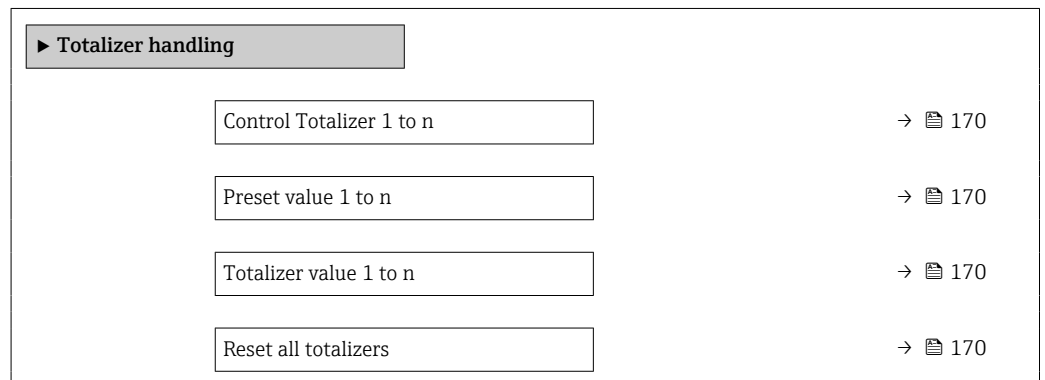 ▶ Totalizer handling
Control Totalizer 1 to n → 🖹 170
Preset value 1 to n → 🖹 170
Totalizer value 1 to n → 🖹 170
Reset all totalizers → 🖹 170